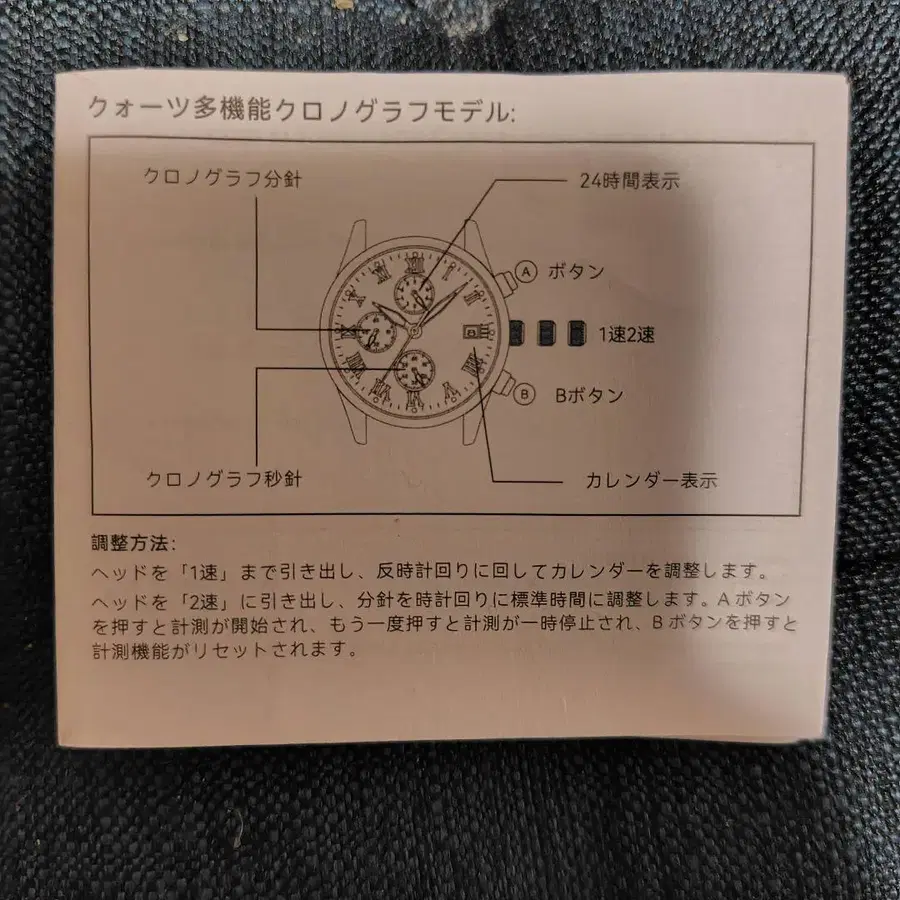 クォーツ多機能クロノグラフモデル:
クロノグラフ分針
24時間表示
A ボタン
1速2速
B Bボタン
クロノグラフ秒針
カレンダー表示
調整方法:
ヘッドを「1速」まで引き出し、反時計回りに回してカレンダーを調整します。
ヘッドを「2速」に引き出し、分針を時計回りに標準時間に調整します。Aボタン
を押すと計測が開始され、もう一度押すと計測が一時停止され、Bボタンを押すと
計測機能がリセットされます。